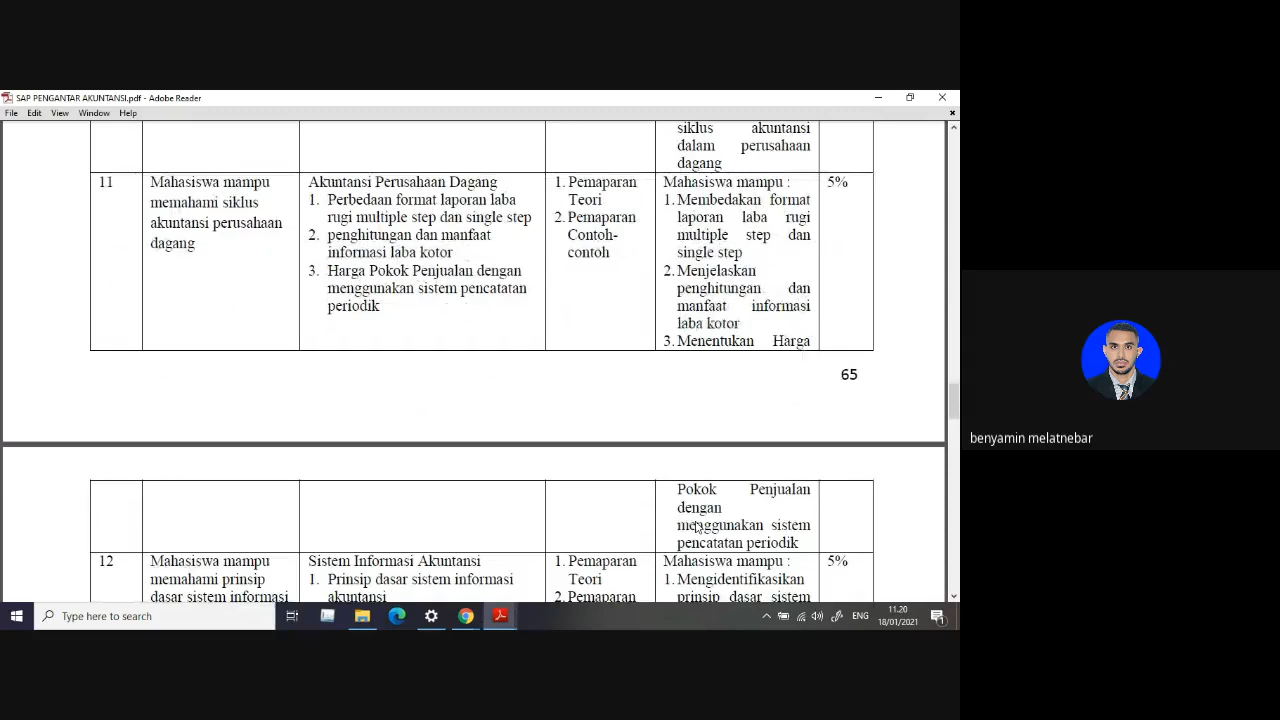 SAP PENGANTAR AKUNTANSI.pdf - Adobe Reader
File Edit View Window Help
siklus akuntansi
dalam perusahaan
dagang
11
Mahasiswa mampu
memahami siklus
akuntansi perusahaan
dagang
Akuntansi Perusahaan Dagang
1. Perbedaan format laporan laba
rugi multiple step dan single step
2. penghitungan dan manfaat
informasi laba kotor
3. Harga Pokok Penjualan dengan
menggunakan sistem pencatatan
periodik
1. Pemaparan
Teori
2. Pemaparan
Contoh-
contoh
Mahasiswa mampu :
1. Membedakan format
laporan laba rugi
multiple step dan
single step
2. Menjelaskan
penghitungan dan
manfaat informasi
laba kotor
3. Menentukan Harga
5%
65
Pokok Penjualan
dengan
menggunakan sistem
pencatatan periodik
12
Mahasiswa mampu
memahami prinsip
dasar sistem informasi
Sistem Informasi Akuntansi
1. Prinsip dasar sistem informasi
akuntansi
1. Pemaparan
Teori
2. Pemaparan
Mahasiswa mampu :
1. Mengidentifikasikan
prinsip dasar sistem
5%
Type here to search
ENG
11.20
18/01/2021
1
benyamin melatnebar